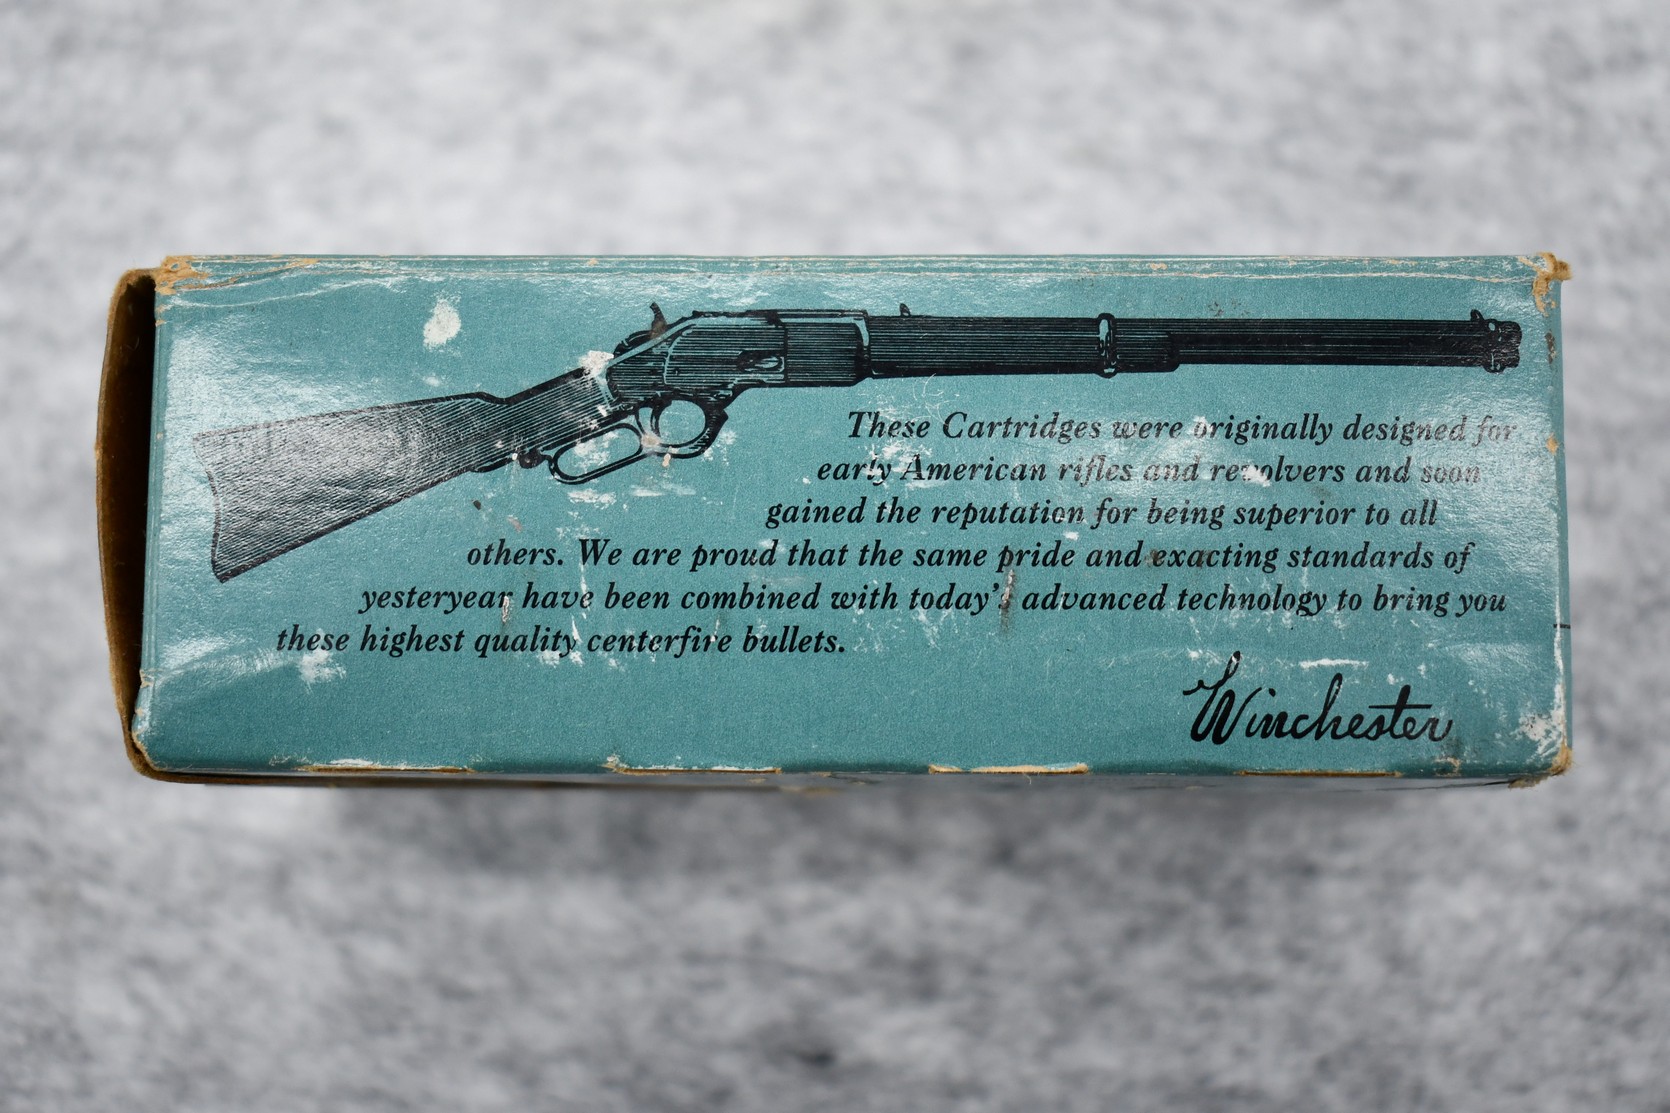 These Cartridges were originally designed for
early American rifles and revolvers and soon
gained the reputation for being superior to all
others. We are proud that the same pride and exacting standards of
yesteryear have been combined with today's advanced technology to bring you
these highest quality centerfire bullets.
Winchester